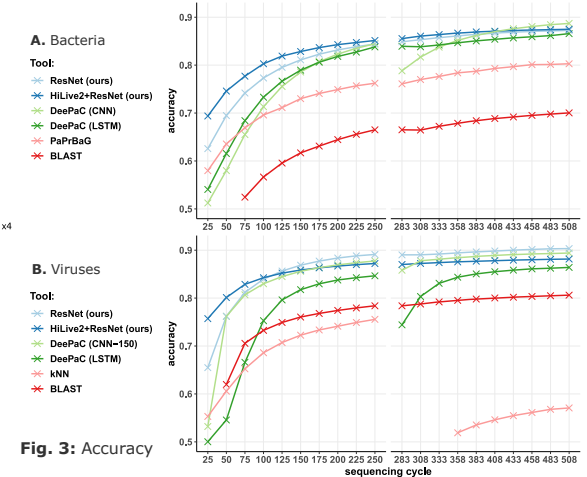 A. Bacteria
Tool:
ResNet (ours)
HiLive2+ResNet (ours)
DeePaC (CNN)
DeePaC (LSTM)
PaPrBaG
BLAST
accuracy
0.9
0.8
0.7
0.6
0.5
25 50 75 100 125 150 175 200 225 250 283 308 333 358 383 408 433 458 483 508
x4
B. Viruses
Tool:
ResNet (ours)
HiLive2+ResNet (ours)
DeePaC (CNN−150)
DeePaC (LSTM)
kNN
BLAST
accuracy
0.9
0.8
0.7
0.6
0.5
25 50 75 100 125 150 175 200 225 250 283 308 333 358 383 408 433 458 483 508
sequencing cycle
Fig. 3: Accuracy